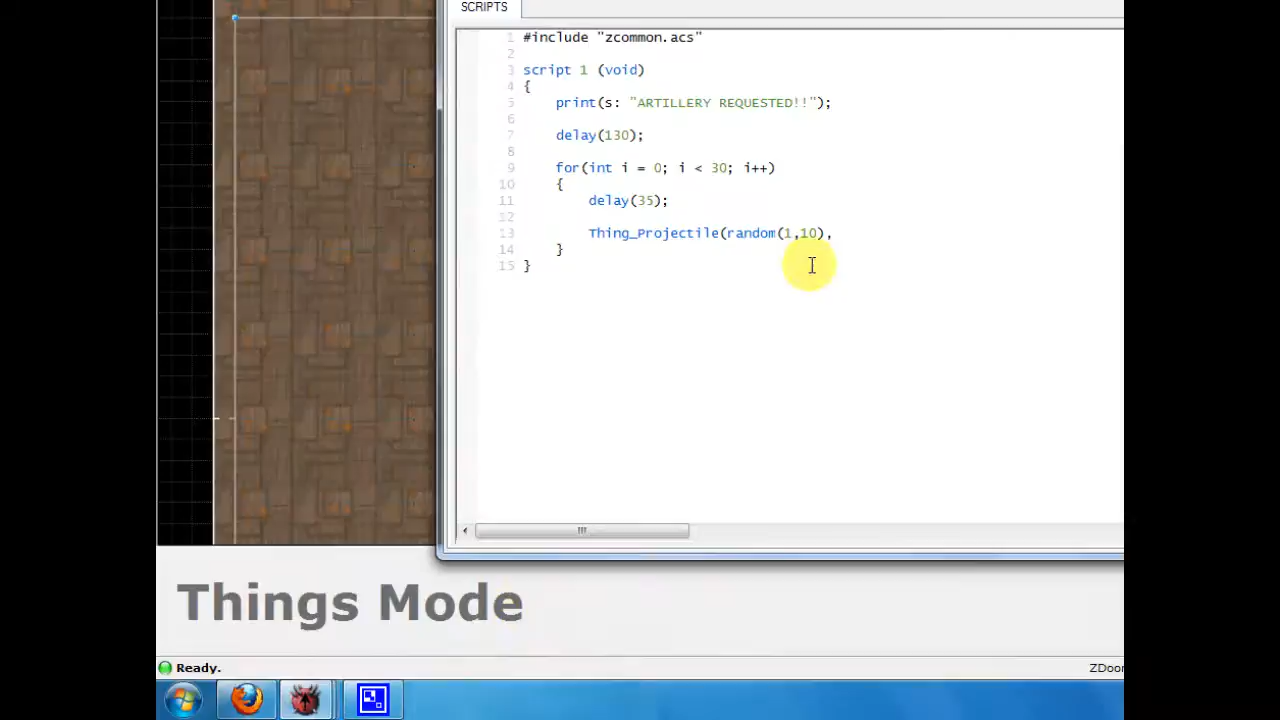 SCRIPTS
1 #include "zcommon.acs"
2
3 script 1 (void)
4 {
5 print(s: "ARTILLERY REQUESTED!!");
6
7 delay(130);
8
9 for(int i = 0; i < 30; i++)
10 {
11 delay(35);
12
13 Thing_Projectile(random(1,10),
14 }
15 }
Things Mode
Ready.
ZDoor